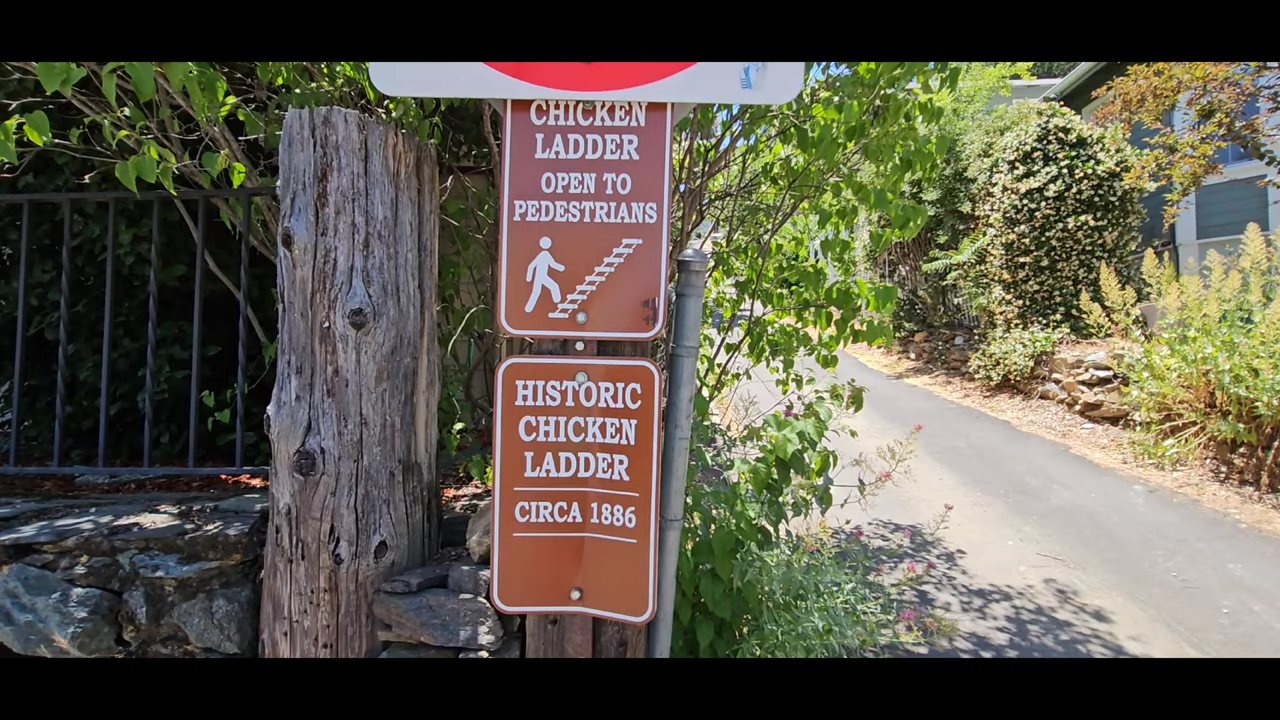 CHICKEN
LADDER
OPEN TO
PEDESTRIANS
HISTORIC
CHICKEN
LADDER
CIRCA 1886